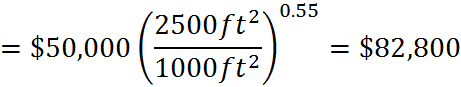 = $50,000 (2500ft² / 1000ft²)^0.55 = $82,800